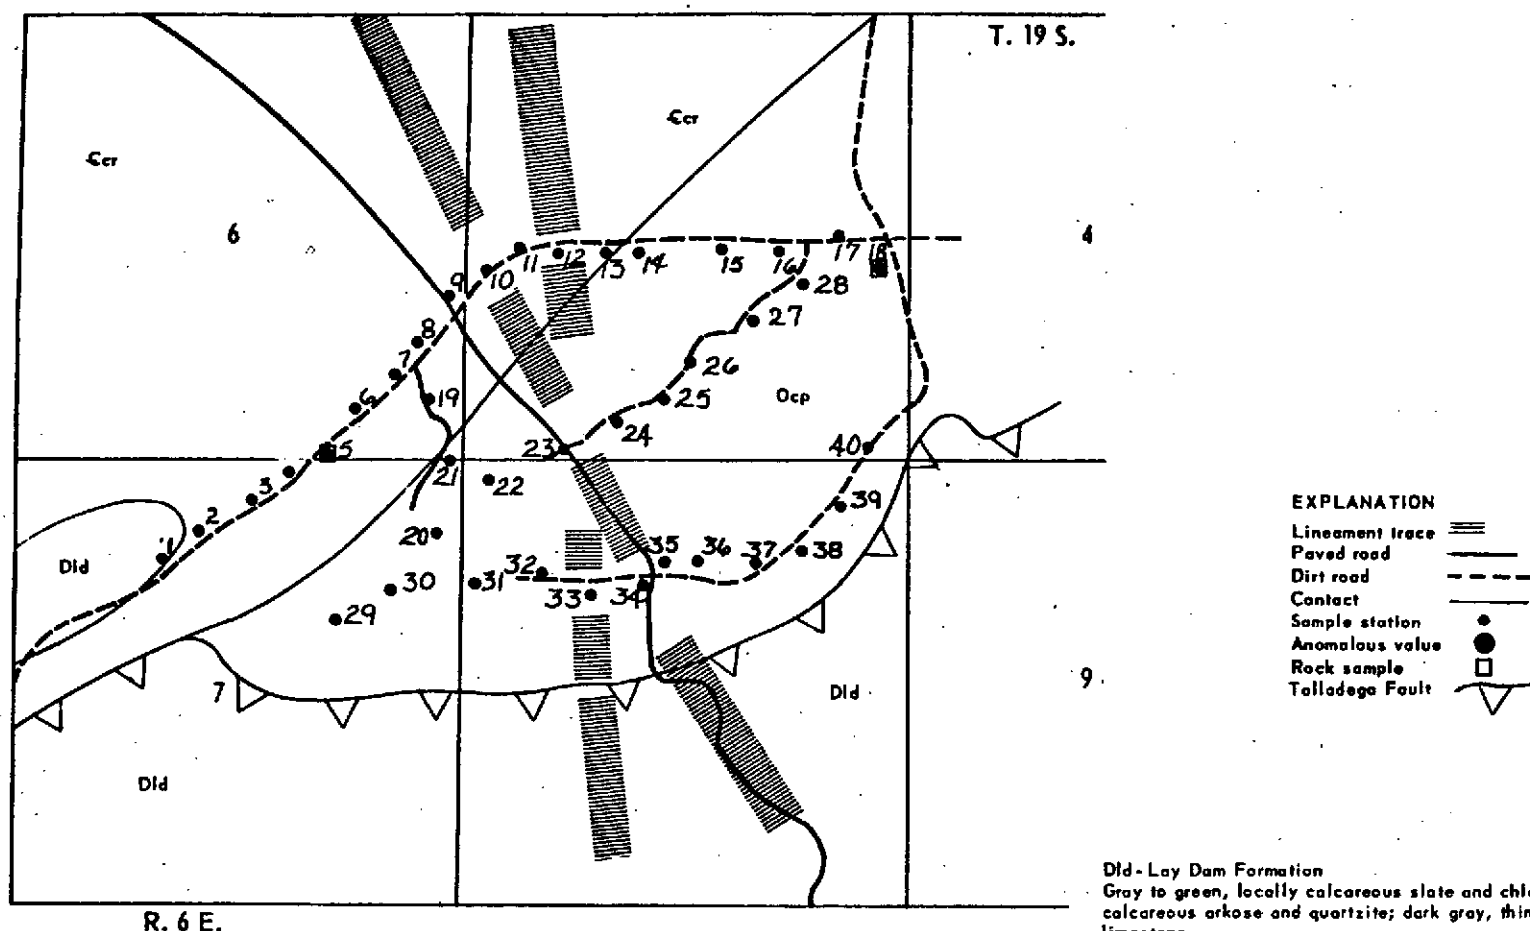 T. 19 S.
Єcr
Єcr
6
4
17
18
11
12
13
14
15
16
10
9
28
27
8
7
26
6
19
25
Ocp
24
23
40
5
21
22
3
39
2
20
1
Dld
35
36
37
38
32
30
31
33
34
29
7
Dld
9
Dld
R. 6 E.
EXPLANATION
Lineament trace
Paved road
Dirt road
Contact
Sample station
Anomalous value
Rock sample
Talladega Fault
Dld - Lay Dam Formation
Gray to green, locally calcareous slate and
calcareous arkose and quartzite; dark gray,